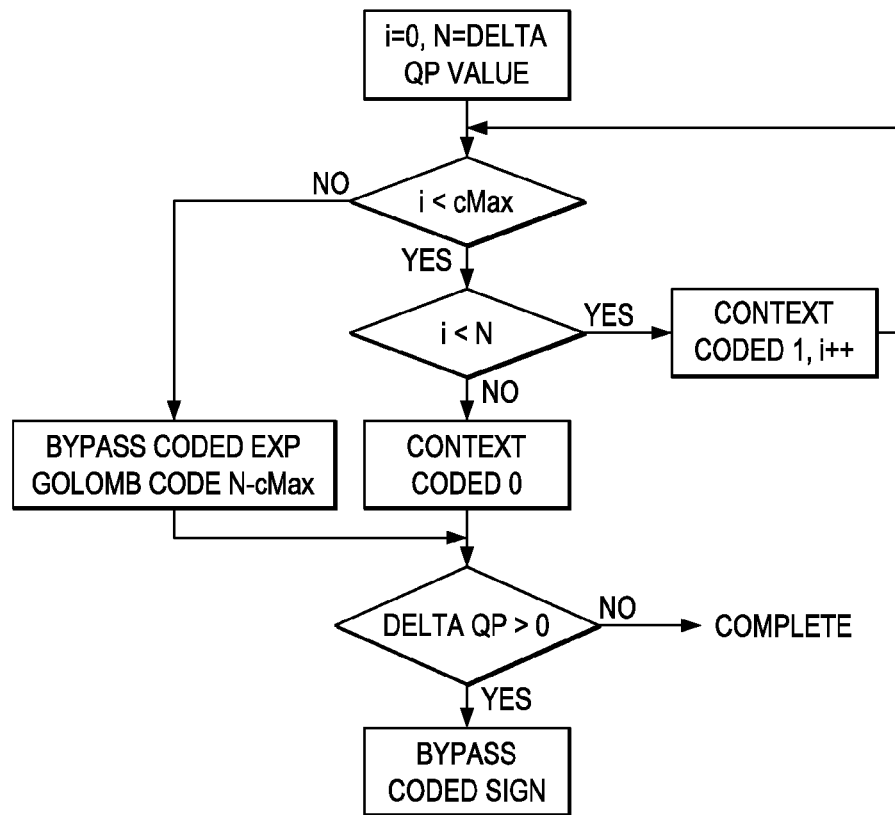 i=0, N=DELTA
QP VALUE
NO
i < cMax
YES
i < N
YES
CONTEXT
CODED 1, i++
NO
BYPASS CODED EXP
GOLOMB CODE N-cMax
CONTEXT
CODED 0
DELTA QP > 0
NO
COMPLETE
YES
BYPASS
CODED SIGN